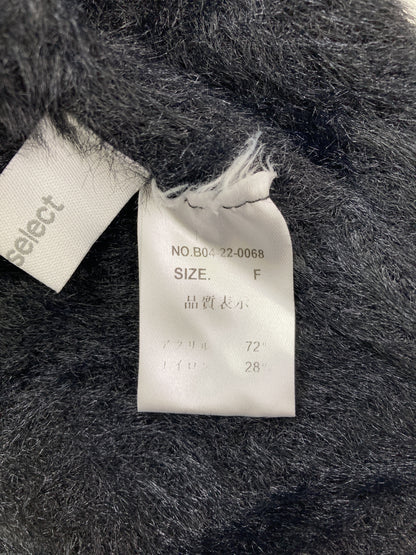 select
NO.B04-22-0068
SIZE. F
品質表示
アクリル 72%
ナイロン 28%